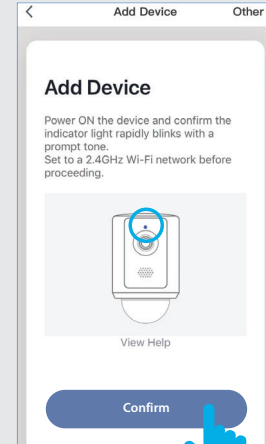 Add Device Other
Add Device
Power ON the device and confirm the
indicator light rapidly blinks with a
prompt tone.
Set to a 2.4GHz Wi-Fi network before
proceeding.
View Help
Confirm